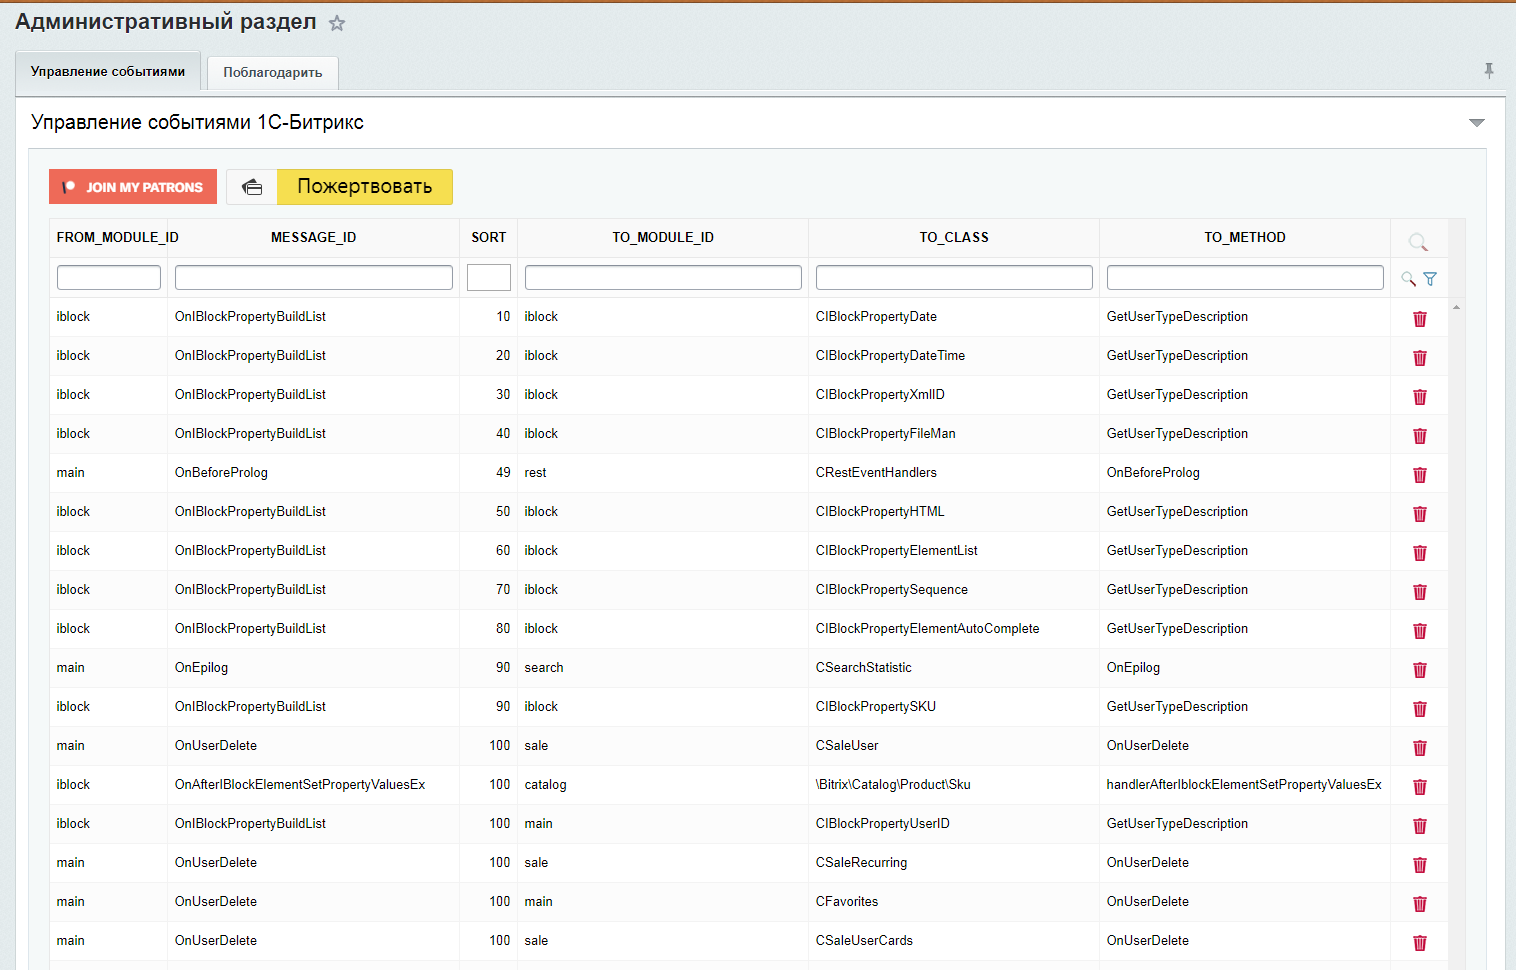 Административный раздел
Управление событиями Поблагодарить
Управление событиями 1С-Битрикс
JOIN MY PATRONS Пожертвовать
FROM_MODULE_ID MESSAGE_ID SORT TO_MODULE_ID TO_CLASS TO_METHOD
iblock OnIBlockPropertyBuildList 10 iblock CIBlockPropertyDate GetUserTypeDescription
iblock OnIBlockPropertyBuildList 20 iblock CIBlockPropertyDateTime GetUserTypeDescription
iblock OnIBlockPropertyBuildList 30 iblock CIBlockPropertyXmlID GetUserTypeDescription
iblock OnIBlockPropertyBuildList 40 iblock CIBlockPropertyFileMan GetUserTypeDescription
main OnBeforeProlog 49 rest CRestEventHandlers OnBeforeProlog
iblock OnIBlockPropertyBuildList 50 iblock CIBlockPropertyHTML GetUserTypeDescription
iblock OnIBlockPropertyBuildList 60 iblock CIBlockPropertyElementList GetUserTypeDescription
iblock OnIBlockPropertyBuildList 70 iblock CIBlockPropertySequence GetUserTypeDescription
iblock OnIBlockPropertyBuildList 80 iblock CIBlockPropertyElementAutoComplete GetUserTypeDescription
main OnEpilog 90 search CSearchStatistic OnEpilog
iblock OnIBlockPropertyBuildList 90 iblock CIBlockPropertySKU GetUserTypeDescription
main OnUserDelete 100 sale CSaleUser OnUserDelete
iblock OnAfterIBlockElementSetPropertyValuesEx 100 catalog \Bitrix\Catalog\Product\Sku handlerAfterIblockElementSetPropertyValuesEx
iblock OnIBlockPropertyBuildList 100 main CIBlockPropertyUserID GetUserTypeDescription
main OnUserDelete 100 sale CSaleRecurring OnUserDelete
main OnUserDelete 100 main CFavorites OnUserDelete
main OnUserDelete 100 sale CSaleUserCards OnUserDelete